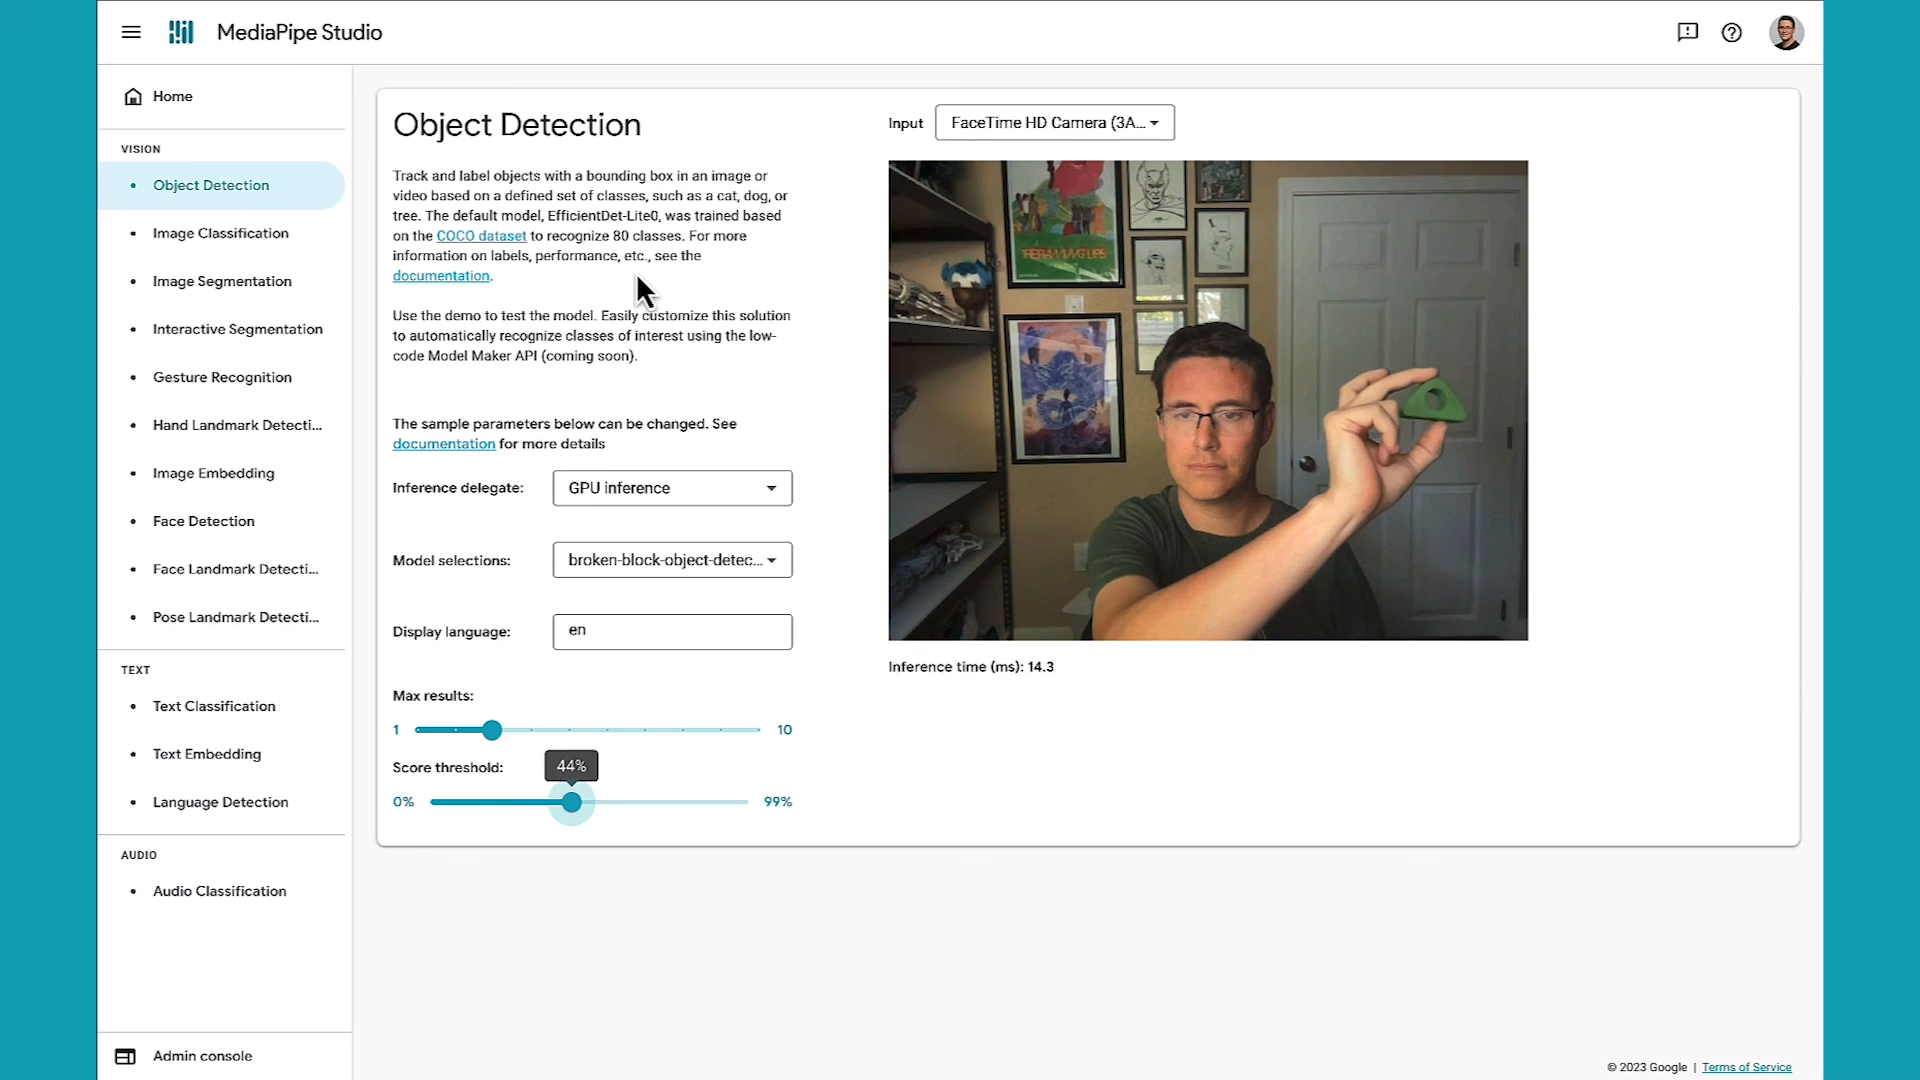 MediaPipe Studio
Home
VISION
Object Detection
Image Classification
Image Segmentation
Interactive Segmentation
Gesture Recognition
Hand Landmark Detecti...
Image Embedding
Face Detection
Face Landmark Detecti...
Pose Landmark Detecti...
TEXT
Text Classification
Text Embedding
Language Detection
AUDIO
Audio Classification
Admin console
Object Detection
Track and label objects with a bounding box in an image or
video based on a defined set of classes, such as a cat, dog, or
tree. The default model, EfficientDet-Lite0, was trained based
on the COCO dataset to recognize 80 classes. For more
information on labels, performance, etc., see the
documentation.
Use the demo to test the model. Easily customize this solution
to automatically recognize classes of interest using the low-
code Model Maker API (coming soon).
The sample parameters below can be changed. See
documentation for more details
Inference delegate: GPU inference
Model selections: broken-block-object-detec...
Display language: en
Max results:
1 10
Score threshold: 44%
0% 99%
Input FaceTime HD Camera (3A...
Inference time (ms): 14.3
© 2023 Google | Terms of Service